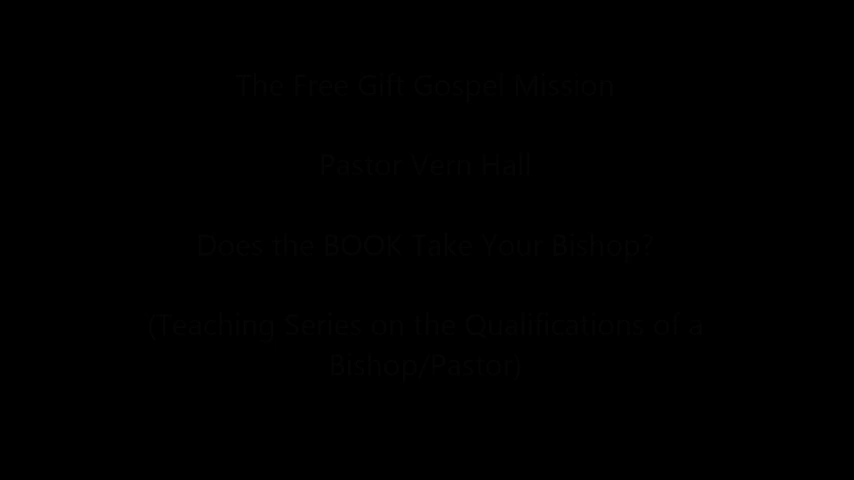 The Free Gift Gospel Mission
Pastor Vern Hall
Does the BOOK Take Your Bishop?
(Teaching Series on the Qualifications of a
Bishop/Pastor)